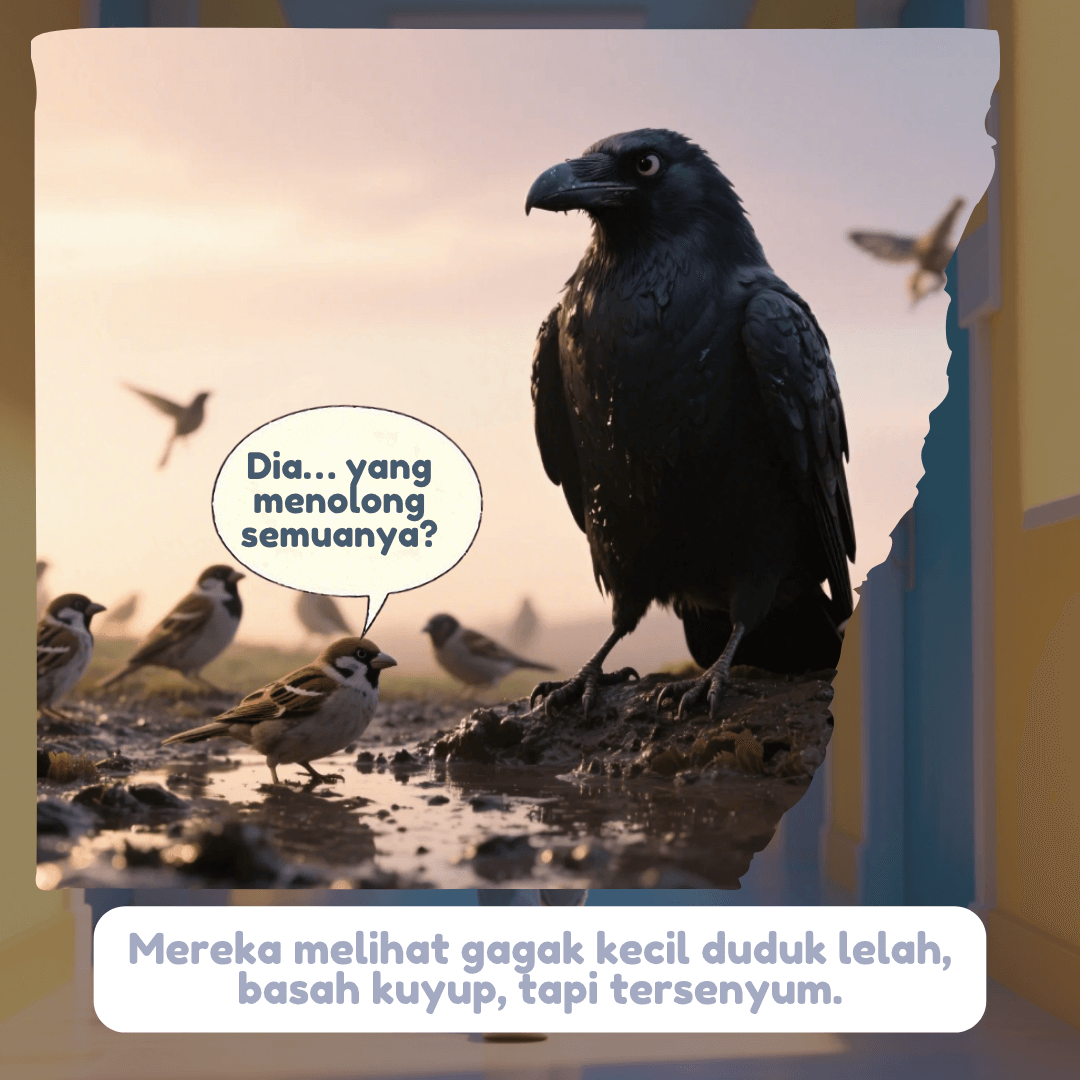 Dia... yang
menolong
semuanya?
Mereka melihat gagak kecil duduk lelah,
basah kuyup, tapi tersenyum.